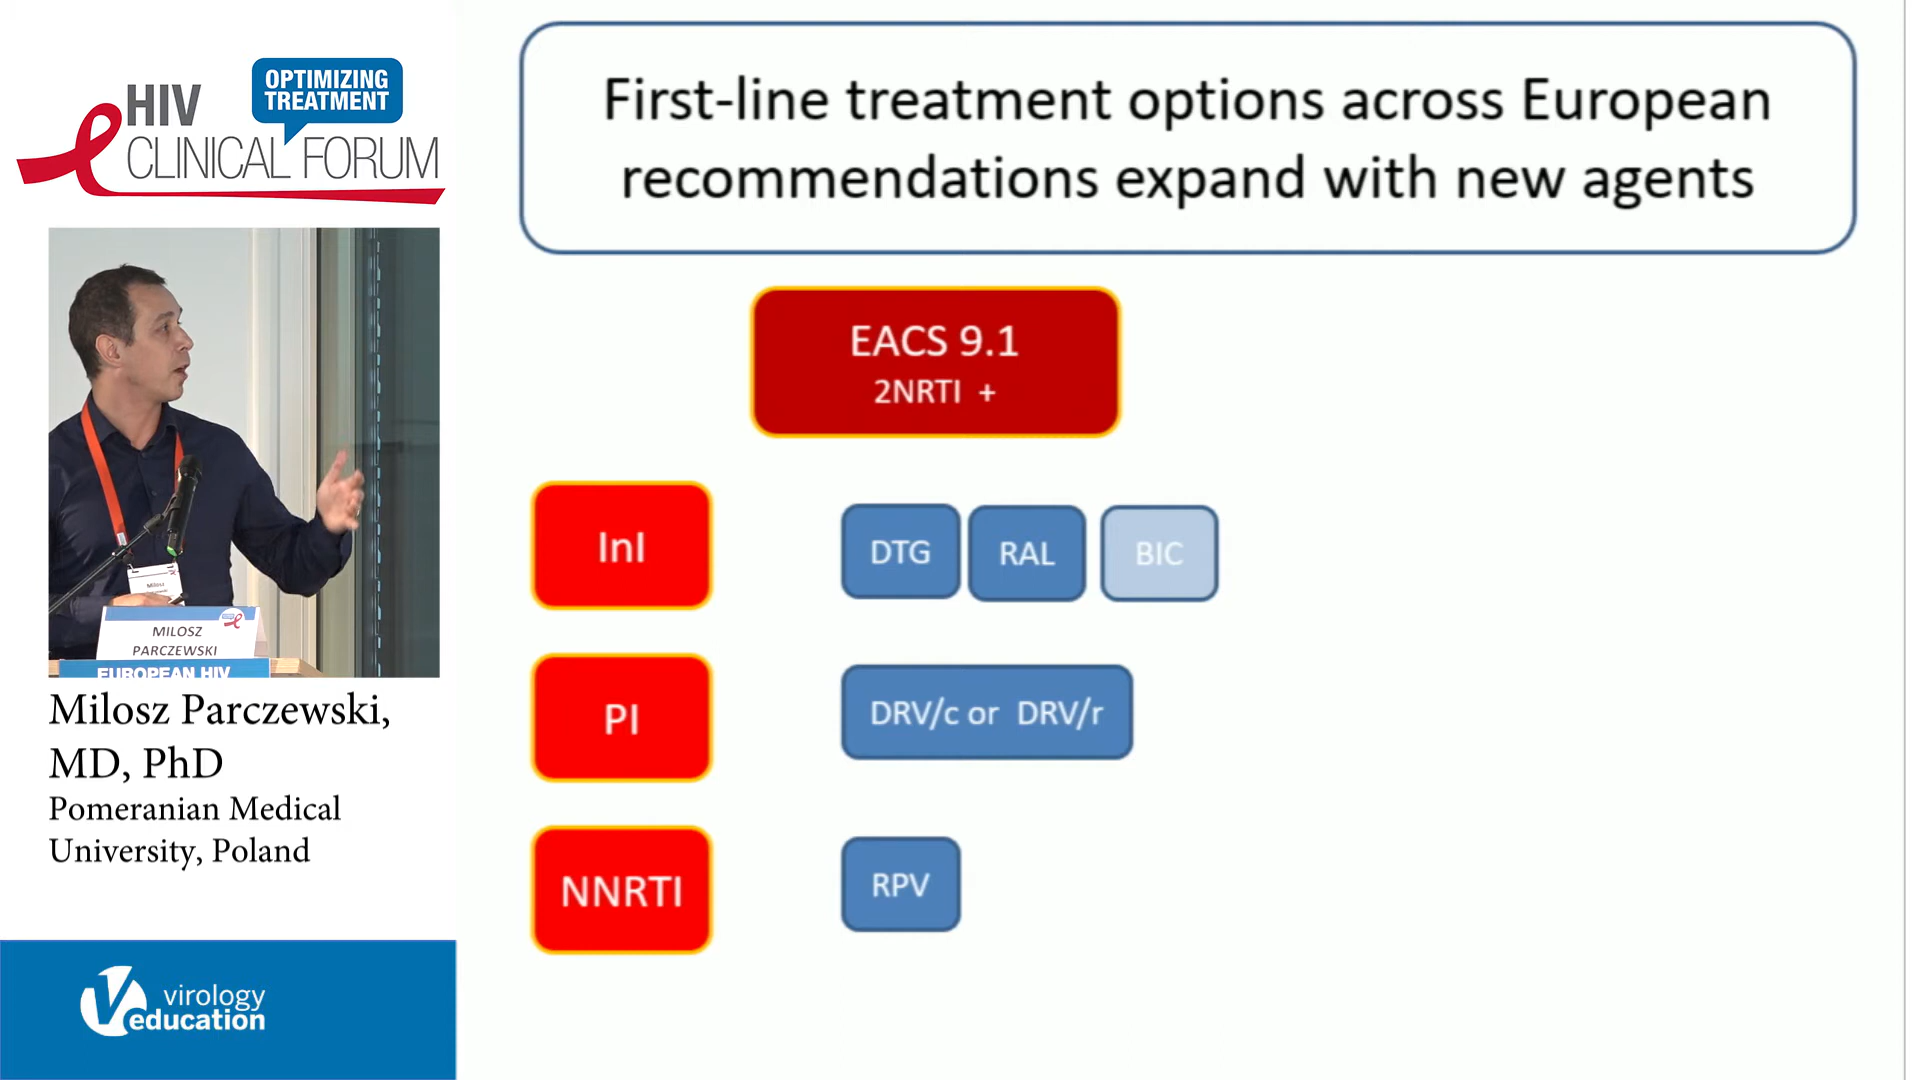 OPTIMIZING
TREATMENT
HIV
CLINICAL FORUM
MILOSZ
PARCZEWSKI
EUROPEAN HIV
Milosz Parczewski,
MD, PhD
Pomeranian Medical
University, Poland
virology
education
First-line treatment options across European
recommendations expand with new agents
EACS 9.1
2NRTI +
InI
DTG
RAL
BIC
PI
DRV/c or DRV/r
NNRTI
RPV